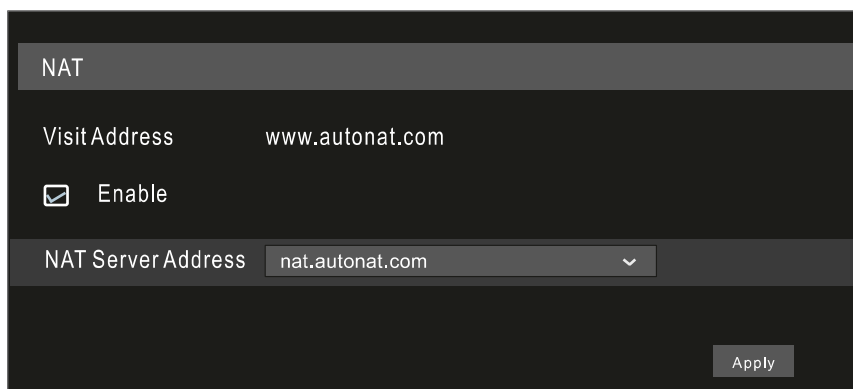 NAT
Visit Address www.autonat.com
Enable
NAT Server Address nat.autonat.com
Apply